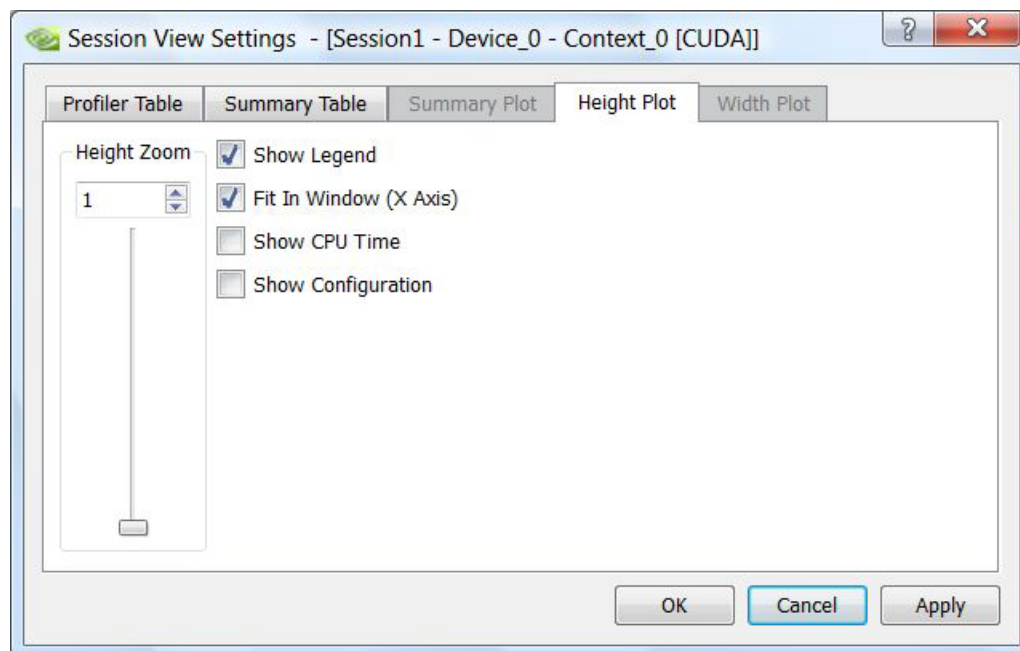 Session View Settings - [Session1 - Device_0 - Context_0 [CUDA]]
?
Profiler Table Summary Table Summary Plot Height Plot Width Plot
Height Zoom
1
Show Legend
Fit In Window (X Axis)
Show CPU Time
Show Configuration
OK Cancel Apply